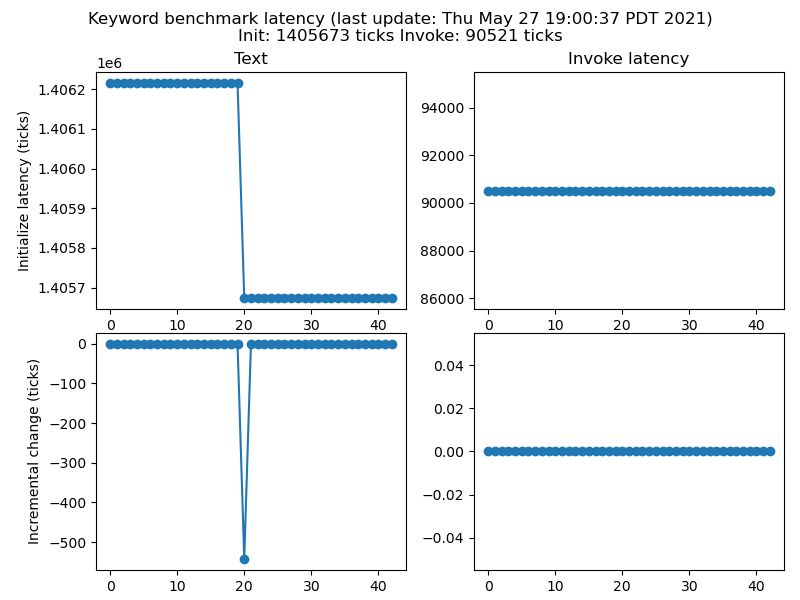 Keyword benchmark latency (last update: Thu May 27 19:00:37 PDT 2021)
Init: 1405673 ticks Invoke: 90521 ticks
Text
1e6
1.4062
1.4061
1.4060
1.4059
1.4058
1.4057
Initialize latency (ticks)
0 10 20 30 40
Invoke latency
94000
92000
90000
88000
86000
0 10 20 30 40
0
−100
−200
−300
−400
−500
Incremental change (ticks)
0 10 20 30 40
0.04
0.02
0.00
−0.02
−0.04
0 10 20 30 40